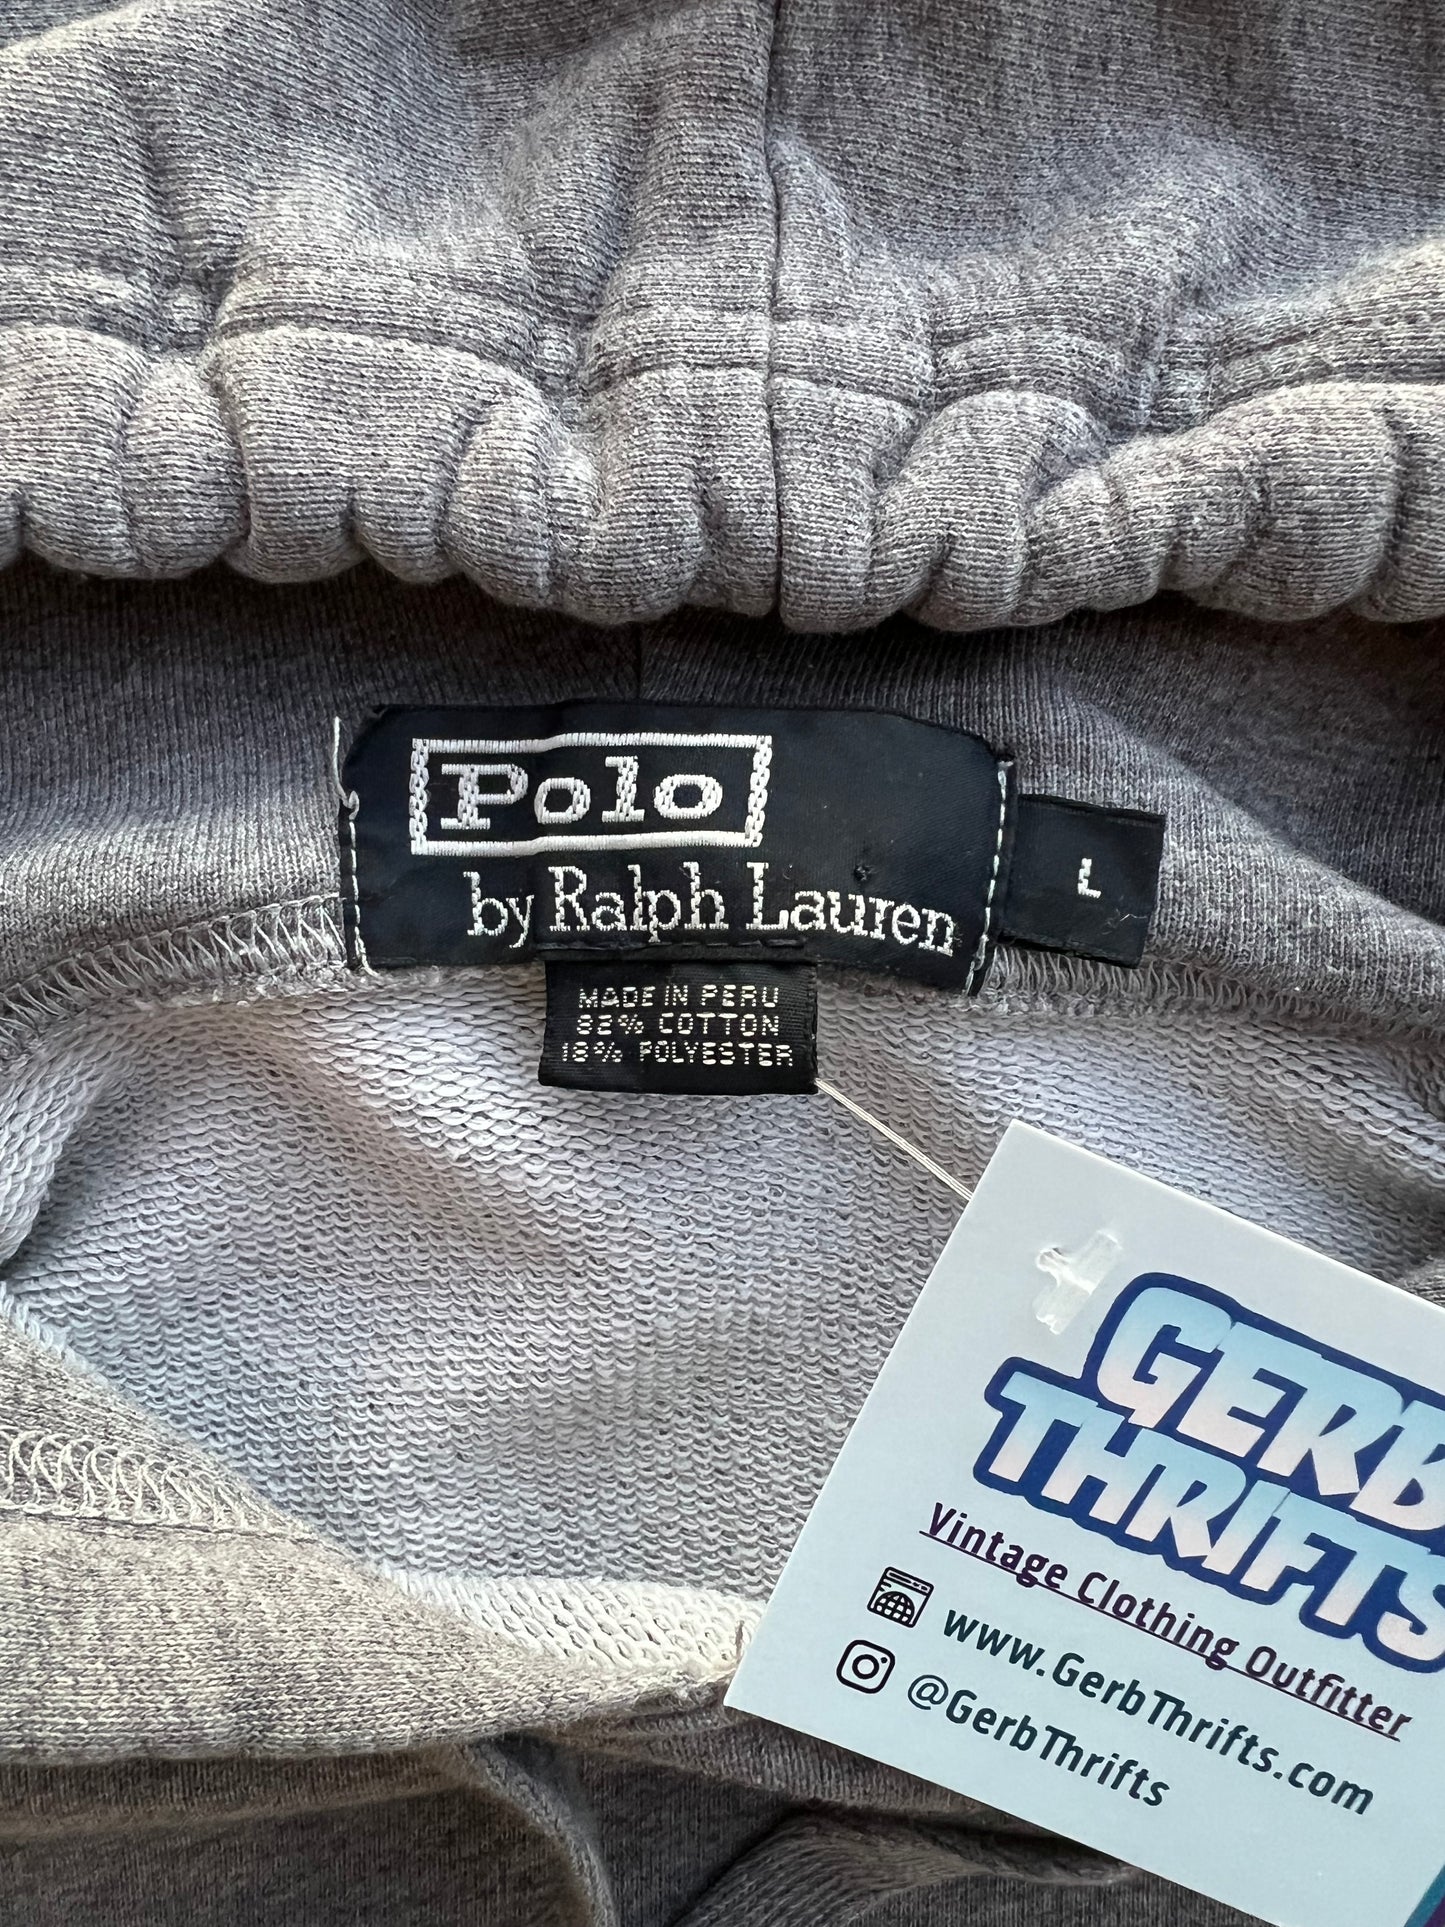 Polo
by Ralph Lauren
L
MADE IN PERU
82% COTTON
18% POLYESTER
GERB
THRIFTS
Vintage Clothing Outfitter
www.GerbThrifts.com
@GerbThrifts